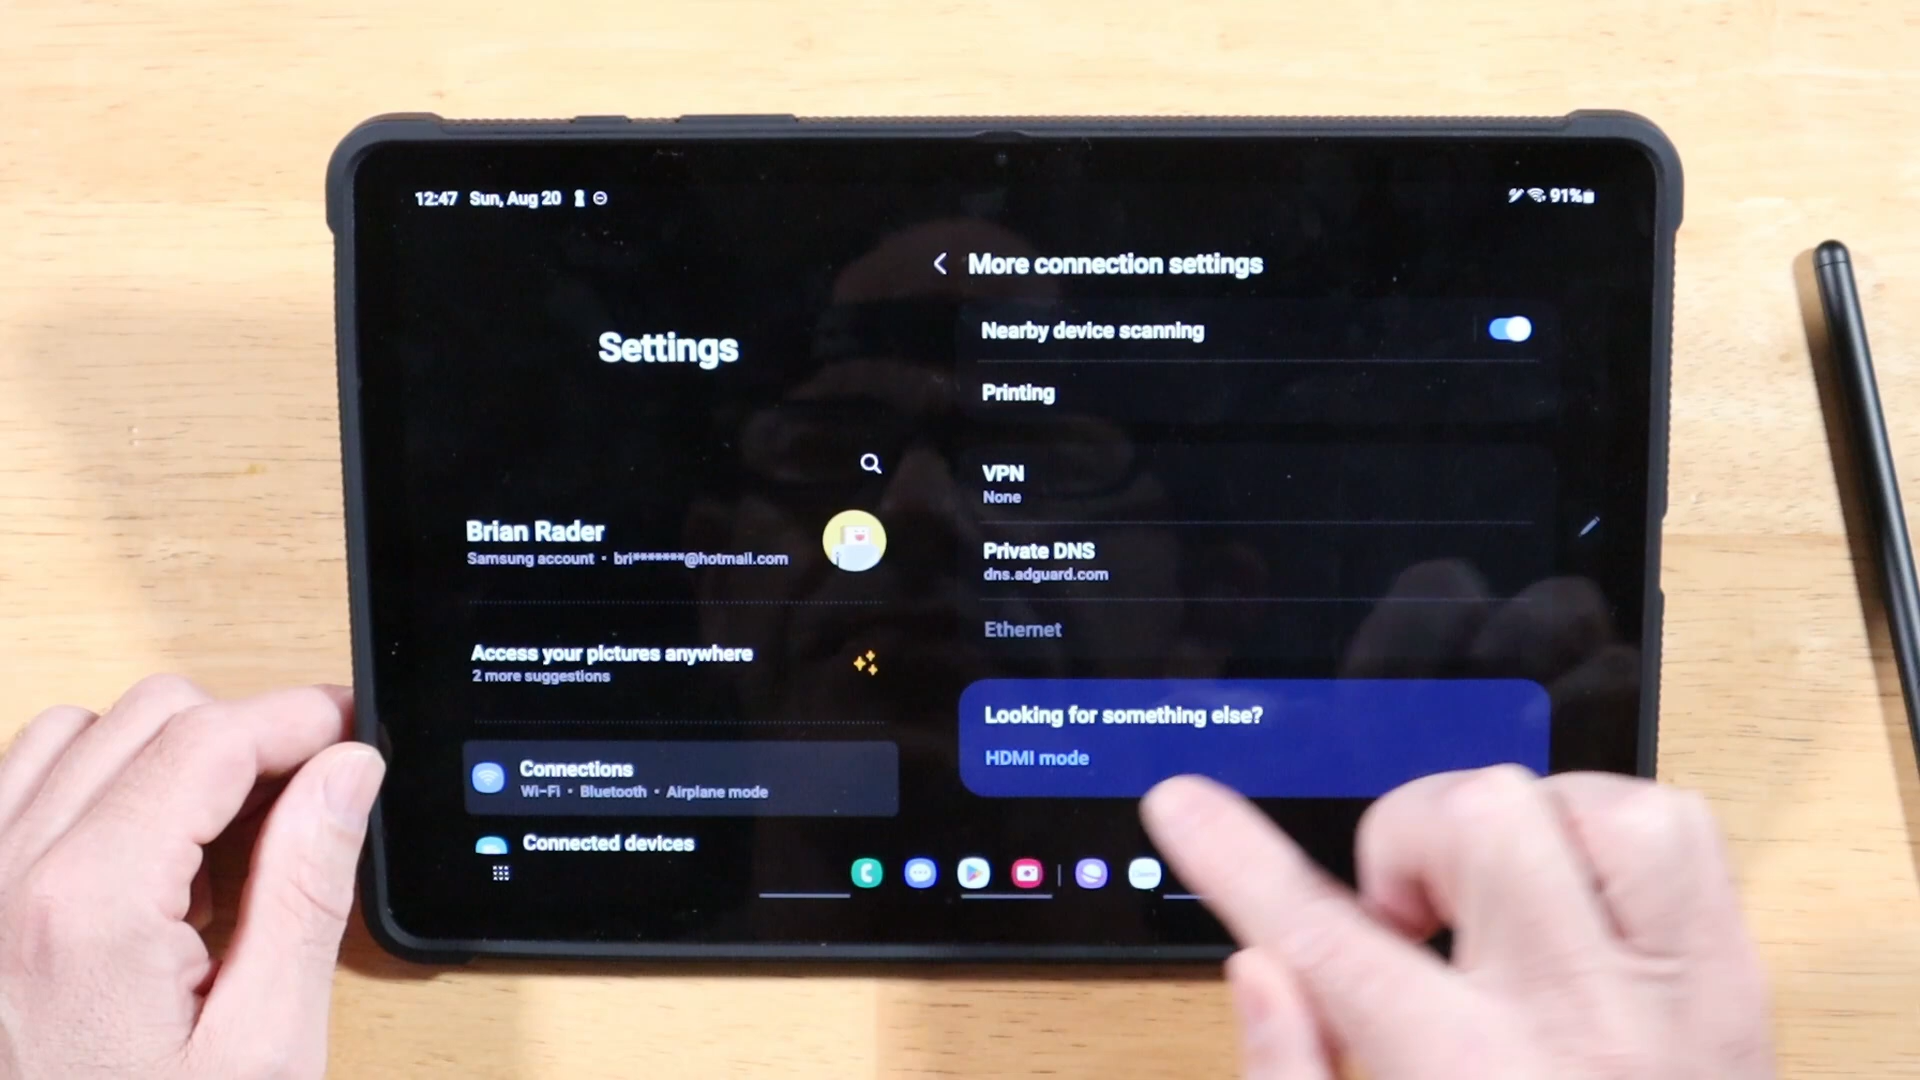 12:47 Sun, Aug 20
91%
More connection settings
Settings
Nearby device scanning
Printing
VPN
None
Brian Rader
Samsung account • bri*******@hotmail.com
Private DNS
dns.adguard.com
Ethernet
Access your pictures anywhere
2 more suggestions
Looking for something else?
HDMI mode
Connections
Wi-Fi • Bluetooth • Airplane mode
Connected devices